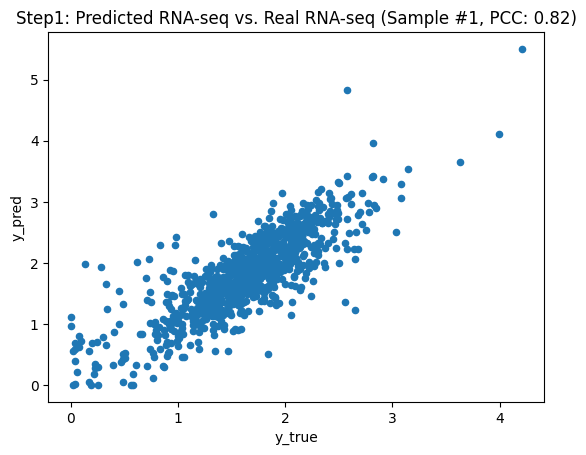 Step1: Predicted RNA-seq vs. Real RNA-seq (Sample #1, PCC: 0.82)
5
4
3
2
1
0
y_pred
0 1 2 3 4
y_true